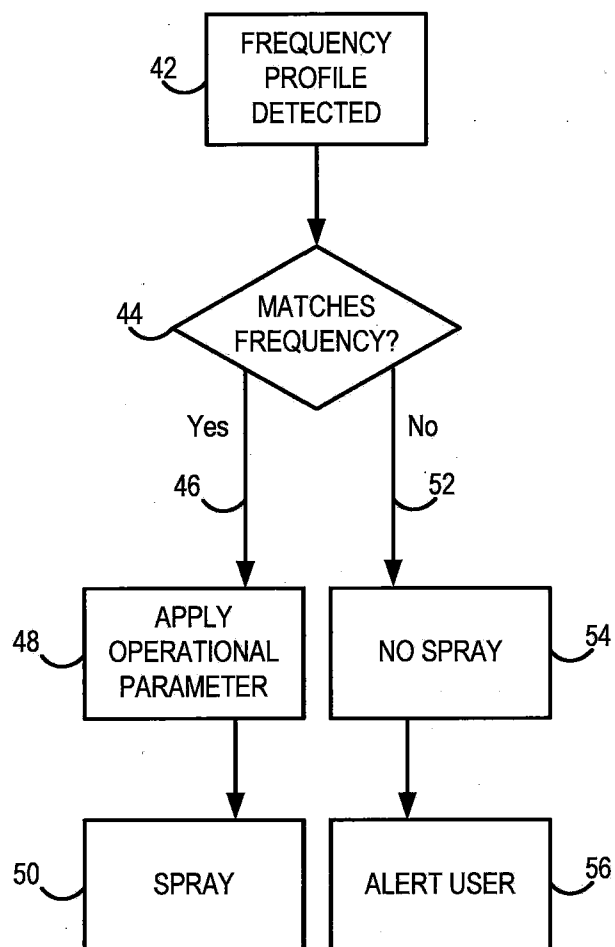 42
FREQUENCY
PROFILE
DETECTED
44
MATCHES
FREQUENCY?
Yes
No
46
52
48
APPLY
OPERATIONAL
PARAMETER
NO SPRAY
54
50
SPRAY
ALERT USER
56